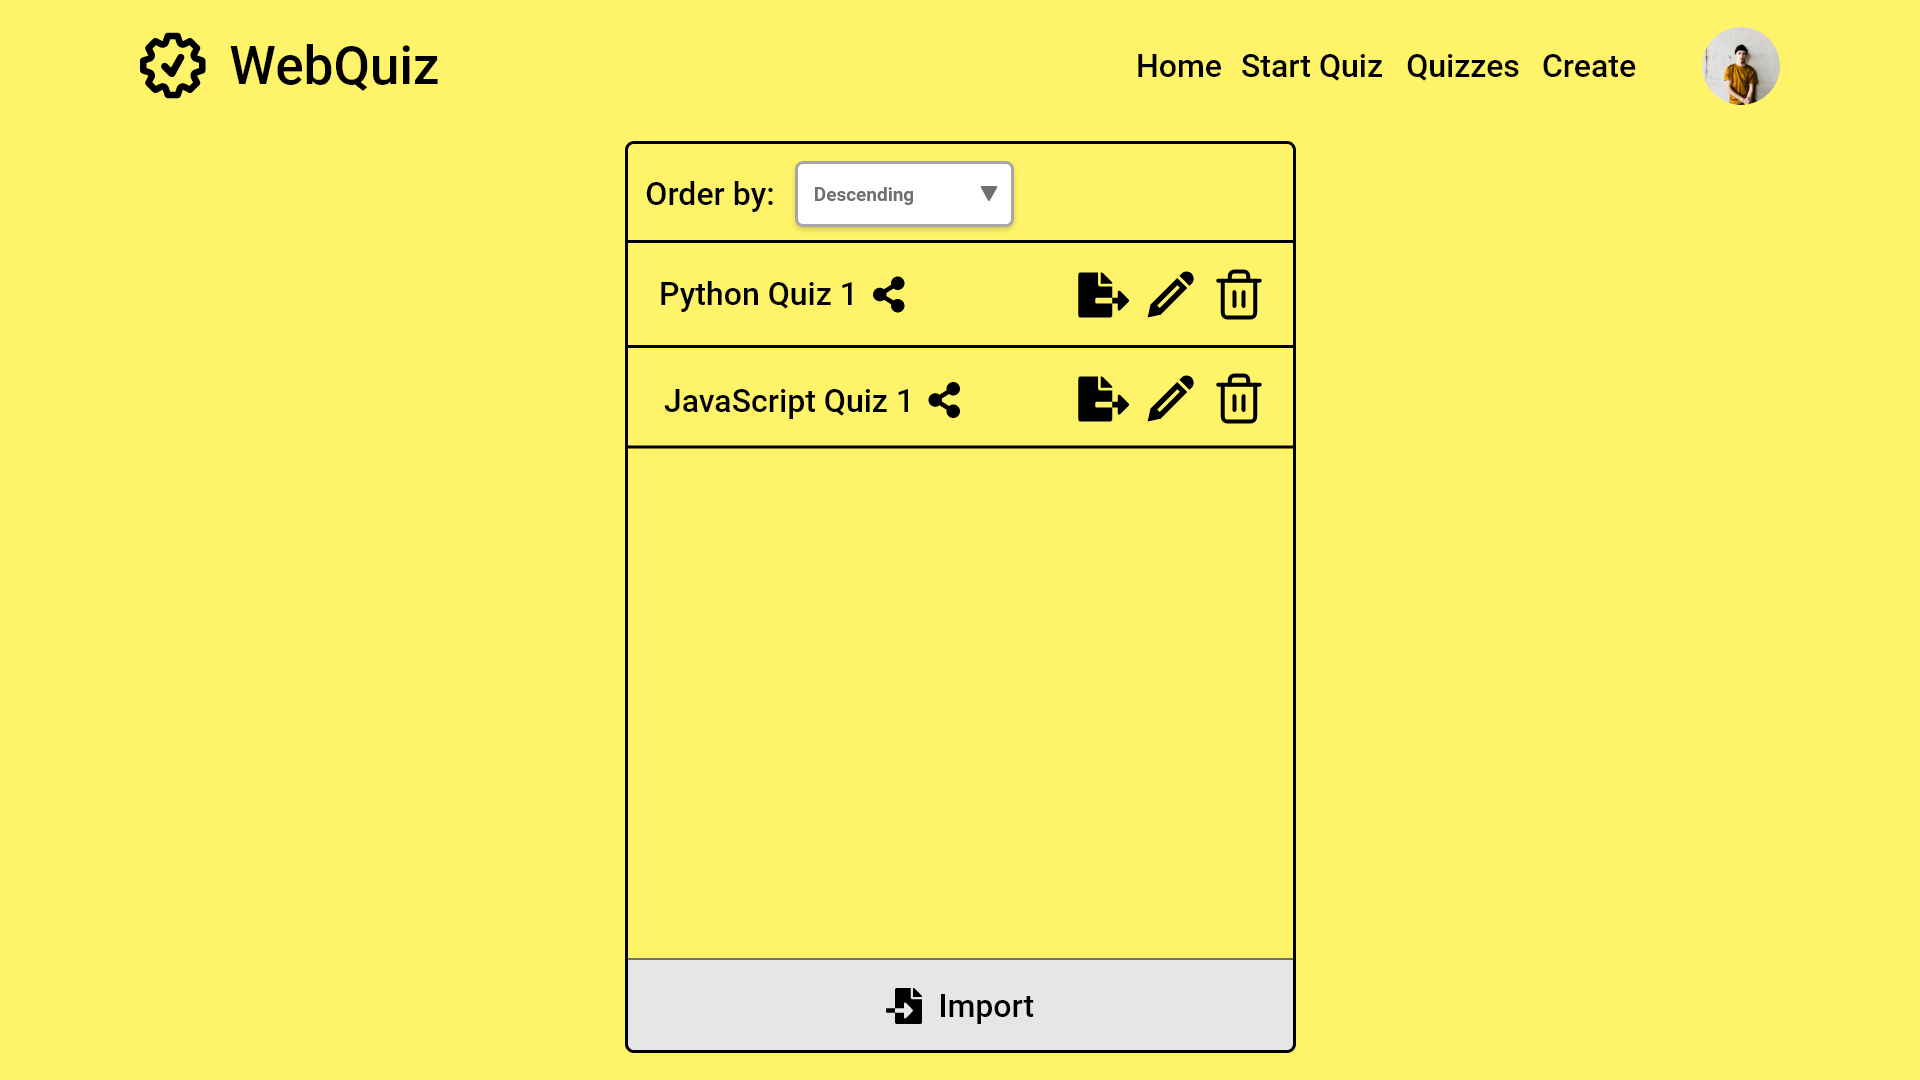 WebQuiz
Home Start Quiz Quizzes Create
Order by: Descending
Python Quiz 1
JavaScript Quiz 1
Import